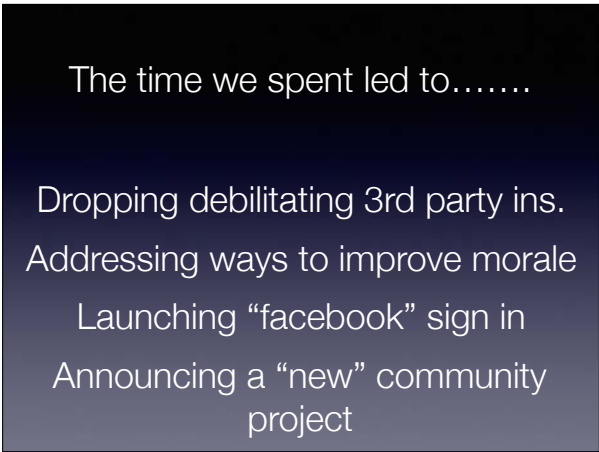 The time we spent led to.......
Dropping debilitating 3rd party ins.
Addressing ways to improve morale
Launching “facebook” sign in
Announcing a “new” community
project